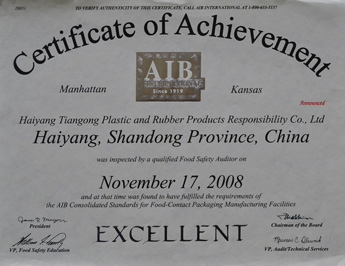 TO VERIFY AUTHENTICITY OF THIS CERTIFICATE, CALL AIB INTERNATIONAL AT 1-800-633-5137
Certificate of Achievement
AIB
INTERNATIONAL
Since 1919
Manhattan Kansas
Announced
Haiyang Tiangong Plastic and Rubber Products Responsibility Co., Ltd
Haiyang, Shandong Province, China
was inspected by a qualified Food Safety Auditor on
November 17, 2008
and at that time was found to have fulfilled the requirements of
the AIB Consolidated Standards for Food-Contact Packaging Manufacturing Facilities
President
Chairman of the Board
EXCELLENT
VP, Food Safety Education
VP, Audit/Technical Services